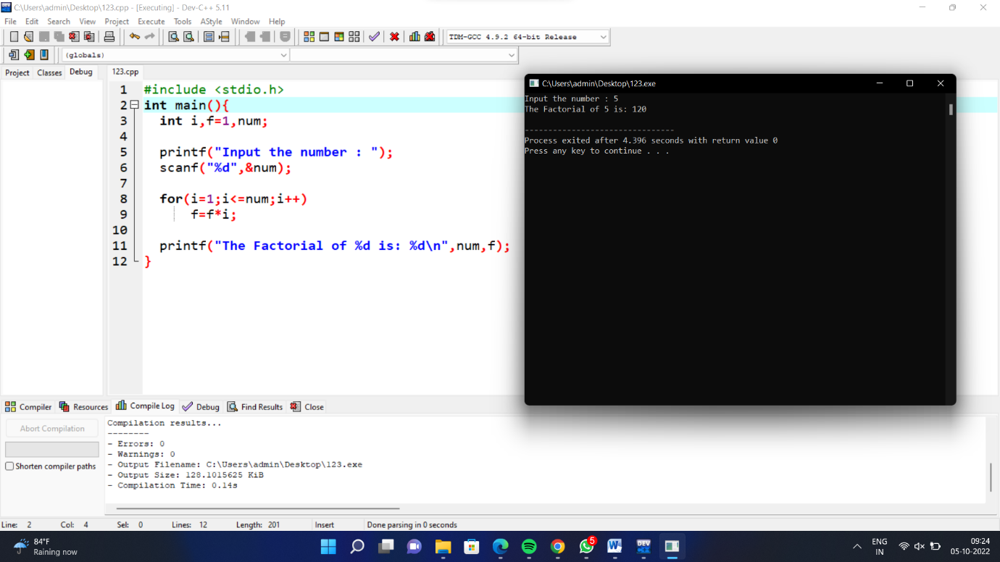 C:\Users\admin\Desktop\123.cpp - [Executing] - Dev-C++ 5.11
File Edit Search View Project Execute Tools AStyle Window Help
TDM-GCC 4.9.2 64-bit Release
(globals)
Project Classes Debug
123.cpp
1 #include <stdio.h>
2 int main(){
3 int i,f=1,num;
4
5 printf("Input the number : ");
6 scanf("%d",&num);
7
8 for(i=1;i<=num;i++)
9 f=f*i;
10
11 printf("The Factorial of %d is: %d\n",num,f);
12 }
C:\Users\admin\Desktop\123.exe
Input the number : 5
The Factorial of 5 is: 120
--------------------------------
Process exited after 4.396 seconds with return value 0
Press any key to continue . . .
Compiler Resources Compile Log Debug Find Results Close
Abort Compilation
Shorten compiler paths
Compilation results...
--------
- Errors: 0
- Warnings: 0
- Output Filename: C:\Users\admin\Desktop\123.exe
- Output Size: 128.1015625 KiB
- Compilation Time: 0.14s
Line: 2 Col: 4 Sel: 0 Lines: 12 Length: 201 Insert Done parsing in 0 seconds
84°F
Raining now
5
W
DEV
ENG
IN
09:24
05-10-2022